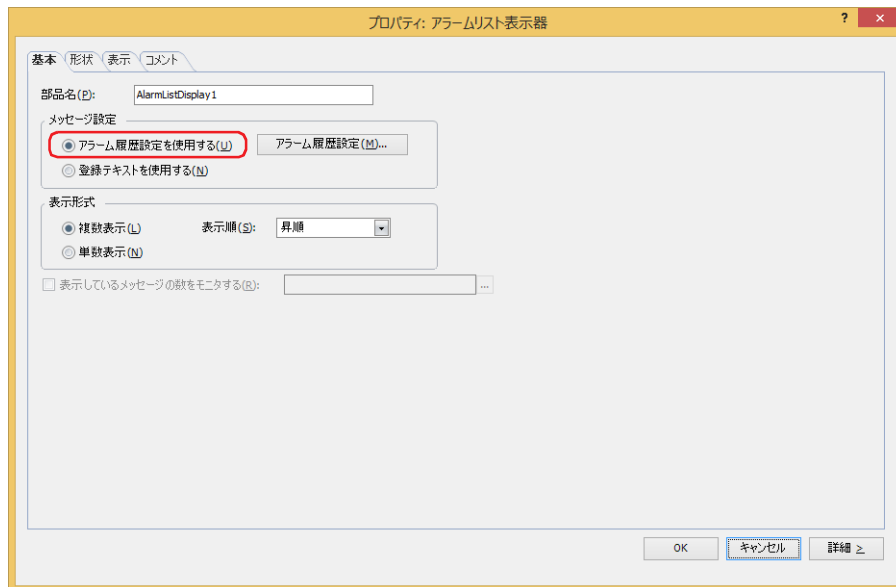 プロパティ: アラームリスト表示器
? ×
基本 形状 表示 コメント
部品名(P): AlarmListDisplay1
メッセージ設定
アラーム履歴設定を使用する(U) アラーム履歴設定(M)...
登録テキストを使用する(N)
表示形式
複数表示(L) 表示順(S): 昇順
単数表示(N)
表示しているメッセージの数をモニタする(R): ...
OK キャンセル 詳細 ≥